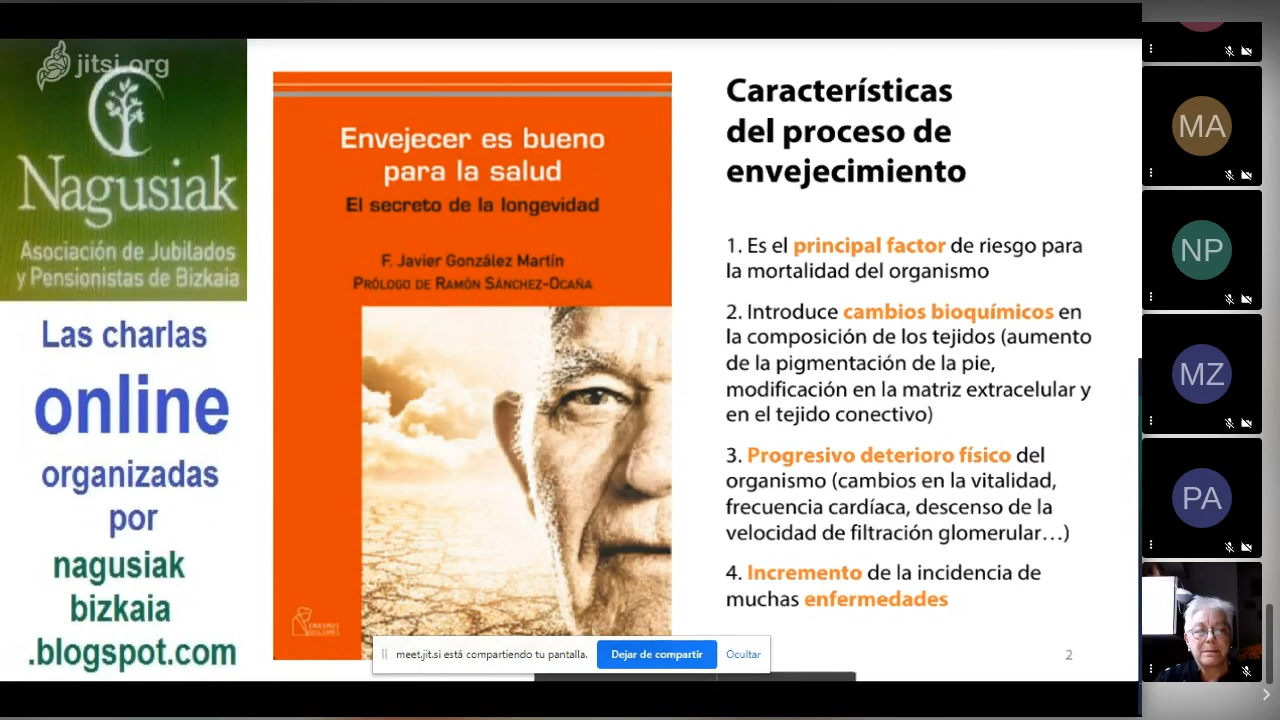 jitsi.org
Nagusiak
Asociación de Jubilados
y Pensionistas de Bizkaia
Las charlas
online
organizadas
por
nagusiak
bizkaia
.blogspot.com
Envejecer es bueno
para la salud
El secreto de la longevidad
F. Javier González Martín
Prólogo de Ramón Sánchez-Ocaña
Características
del proceso de
envejecimiento
1. Es el principal factor de riesgo para
la mortalidad del organismo
2. Introduce cambios bioquímicos en
la composición de los tejidos (aumento
de la pigmentación de la pie,
modificación en la matriz extracelular y
en el tejido conectivo)
3. Progresivo deterioro físico del
organismo (cambios en la vitalidad,
frecuencia cardíaca, descenso de la
velocidad de filtración glomerular…)
4. Incremento de la incidencia de
muchas enfermedades
2
meet.jit.si está compartiendo tu pantalla.
Dejar de compartir
Ocultar
MA
NP
MZ
PA